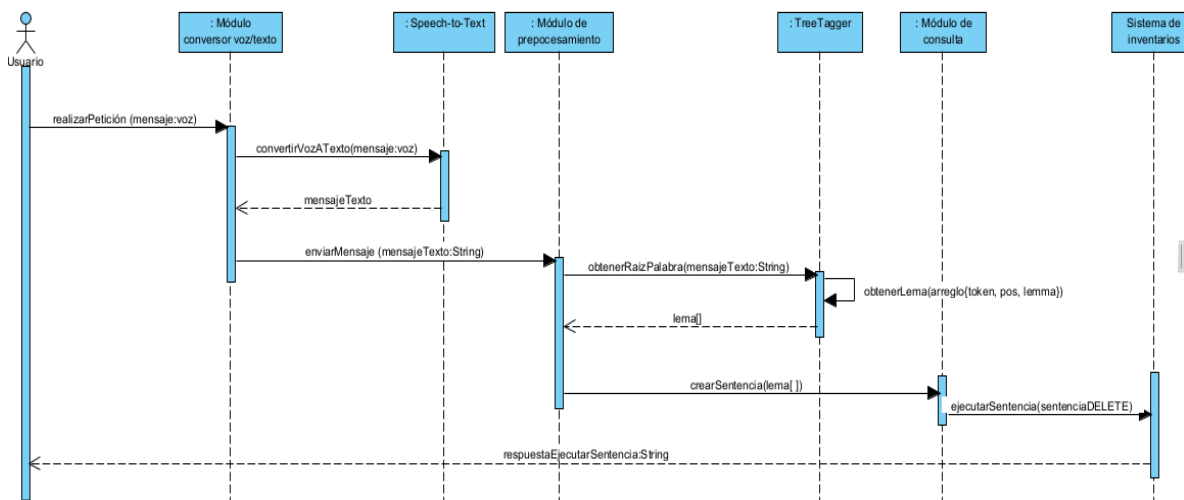 : Módulo
conversor voz/texto
: Speech-to-Text
: Módulo de
prepocesamiento
: TreeTagger
: Módulo de
consulta
Sistema de
inventarios
Usuario
realizarPetición (mensaje:voz)
convertirVozATexto(mensaje:voz)
mensajeTexto
enviarMensaje (mensajeTexto:String)
obtenerRaizPalabra(mensajeTexto:String)
obtenerLema(arreglo{token, pos, lemma})
lema[]
crearSentencia(lema[ ])
ejecutarSentencia(sentenciaDELETE)
respuestaEjecutarSentencia:String